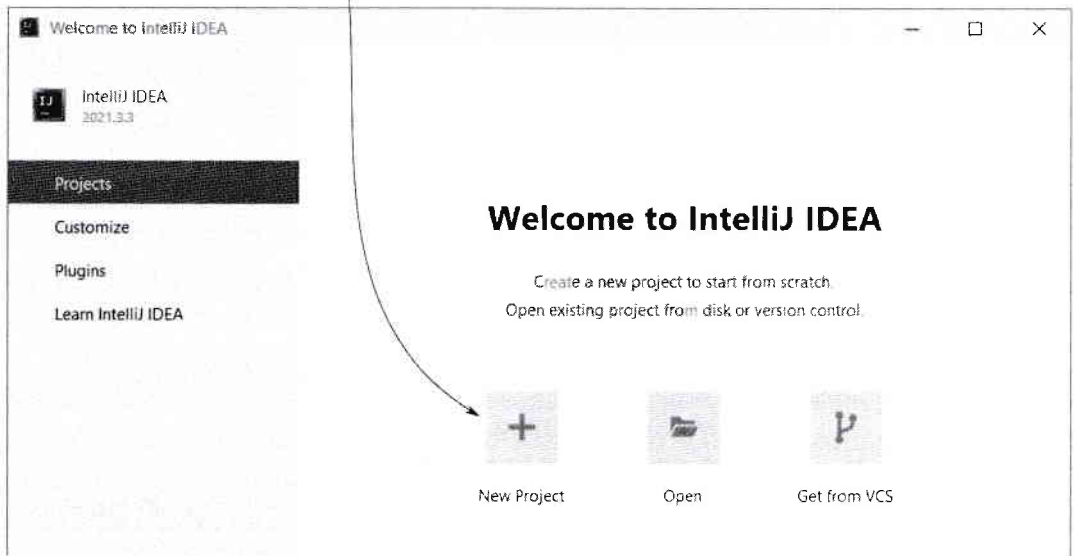 Welcome to IntelliJ IDEA
IntelliJ IDEA
2021.3.3
Projects
Customize
Plugins
Learn IntelliJ IDEA
Welcome to IntelliJ IDEA
Create a new project to start from scratch.
Open existing project from disk or version control.
New Project
Open
Get from VCS